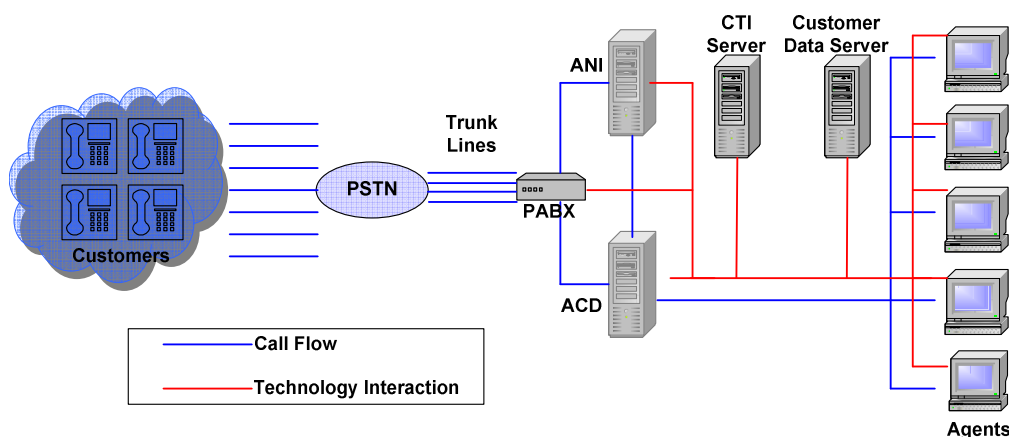 Customers
PSTN
Trunk
Lines
PABX
ANI
ACD
CTI
Server
Customer
Data Server
Agents
Call Flow
Technology Interaction